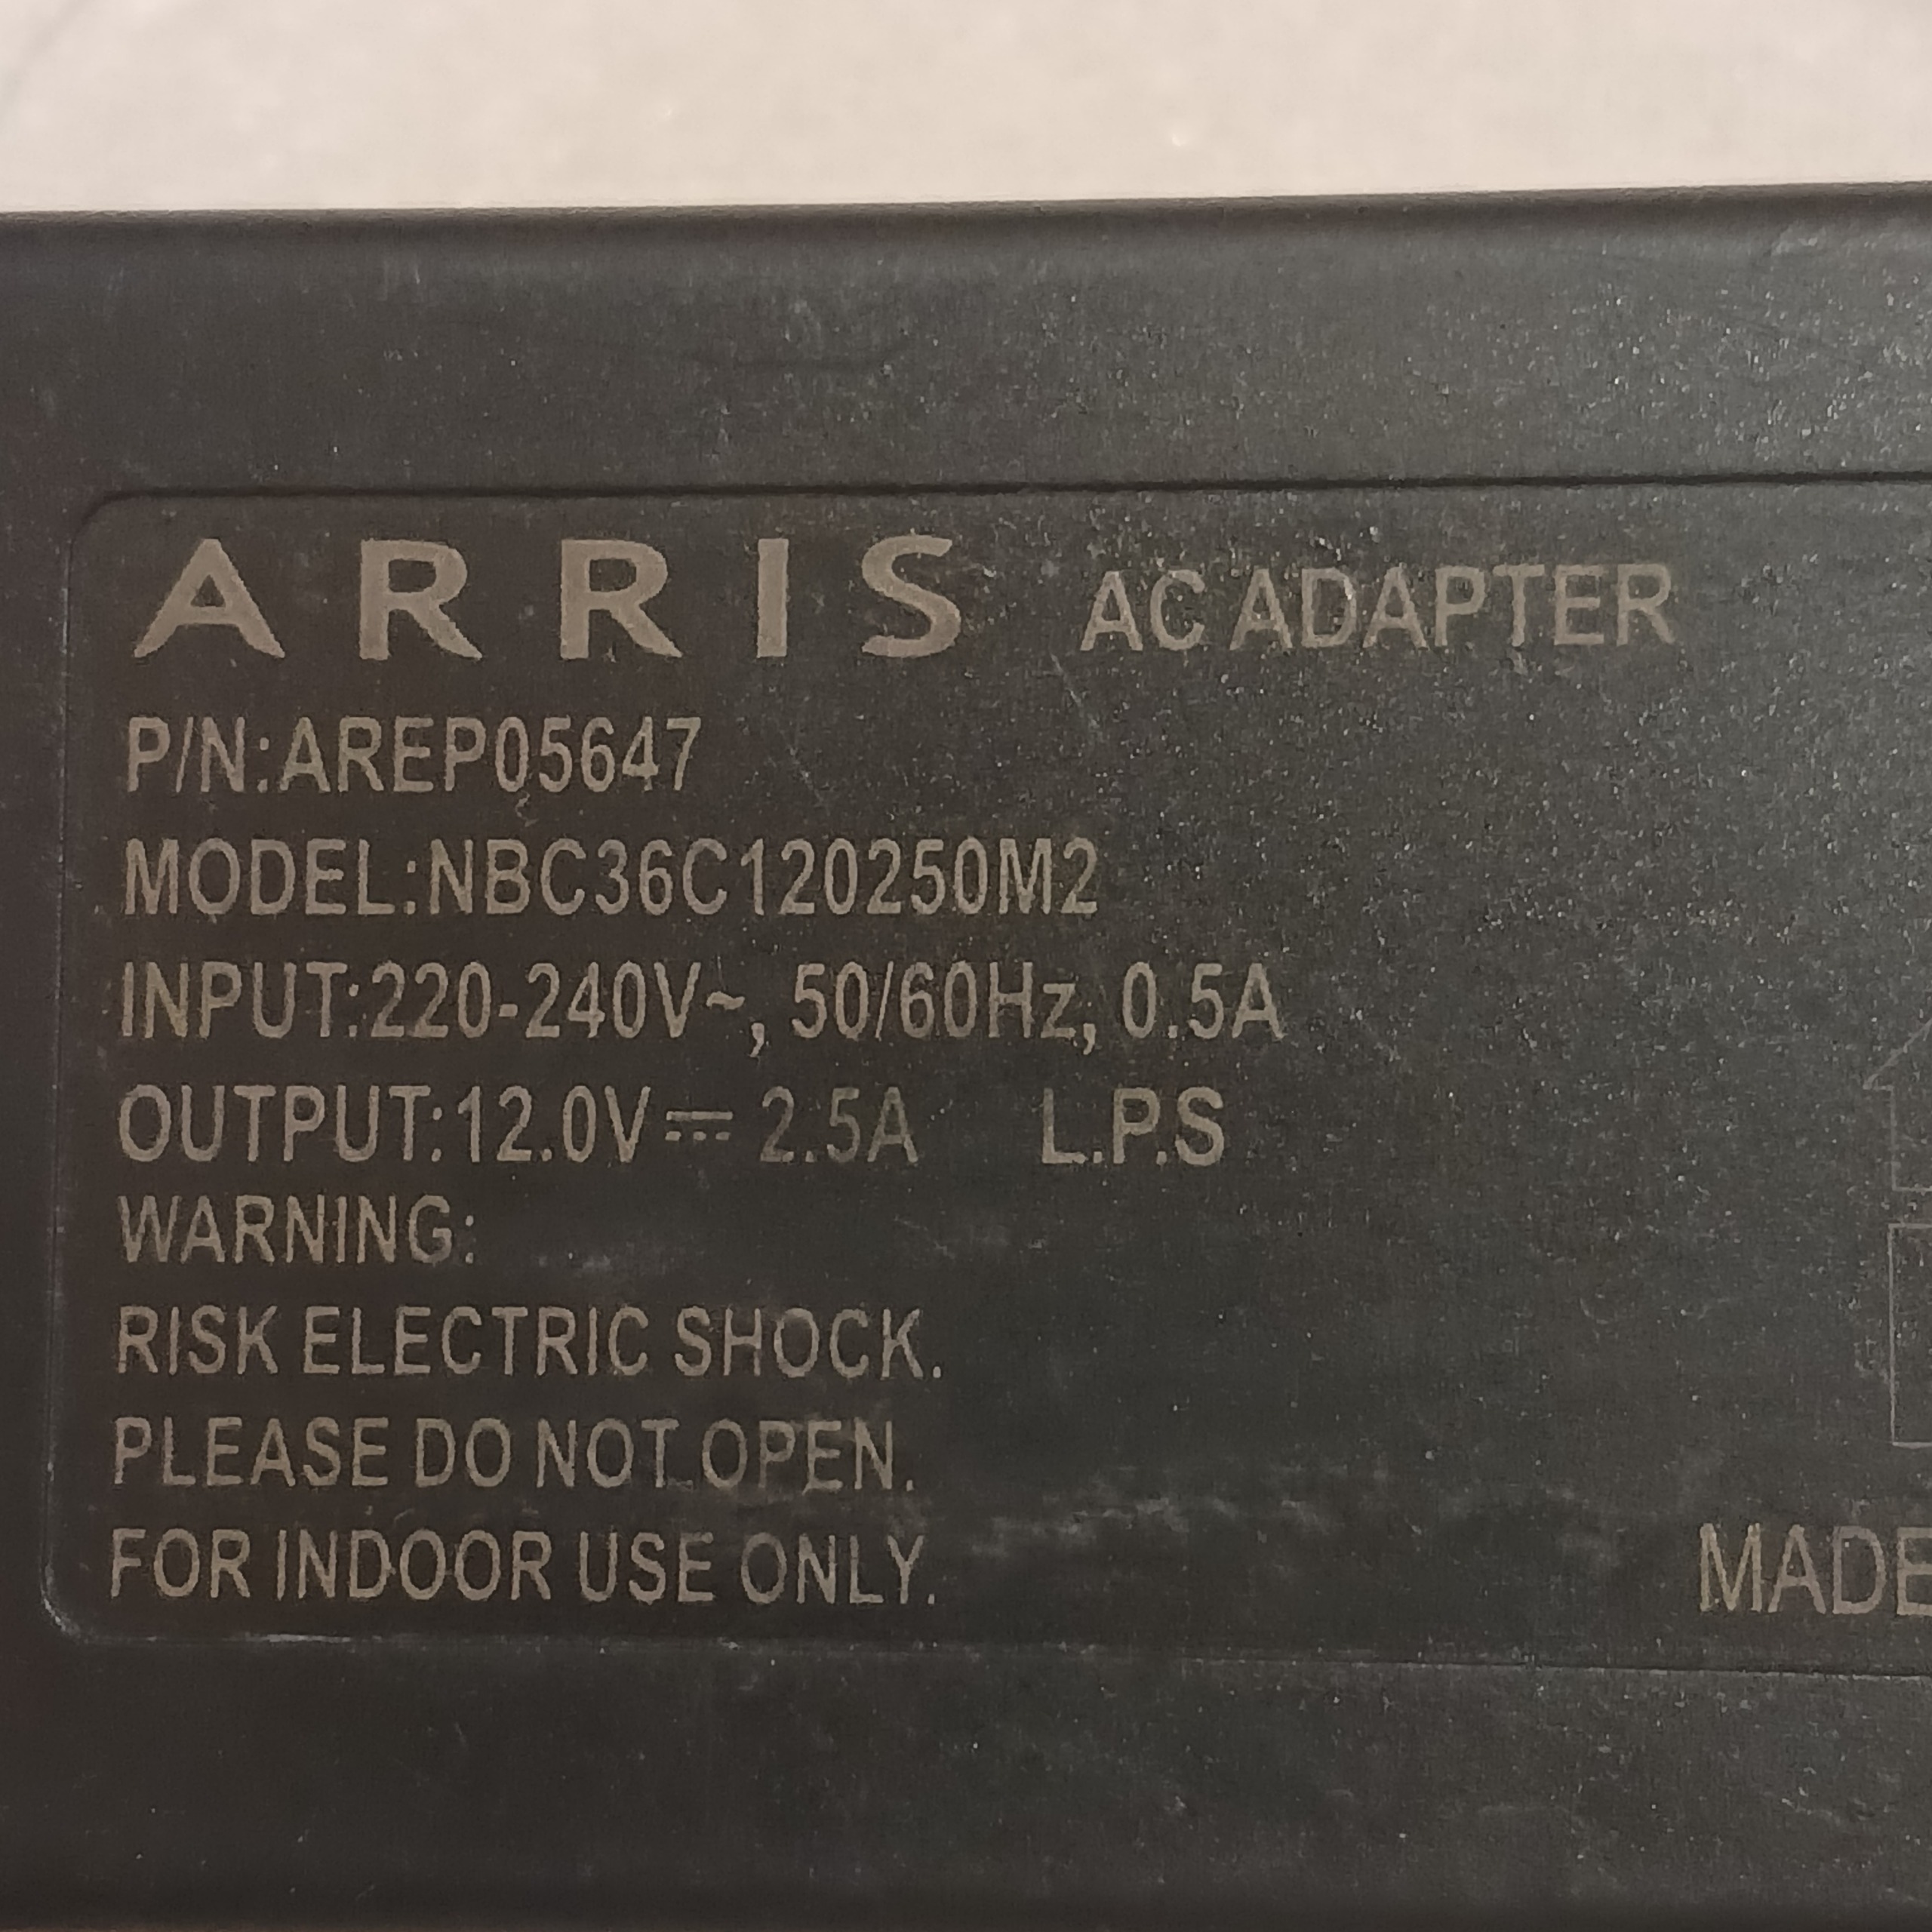 ARRIS AC ADAPTER
P/N:AREP05647
MODEL:NBC36C120250M2
INPUT:220-240V~, 50/60Hz, 0.5A
OUTPUT:12.0V⎓ 2.5A L.P.S
WARNING:
RISK ELECTRIC SHOCK.
PLEASE DO NOT OPEN.
FOR INDOOR USE ONLY.
MADE